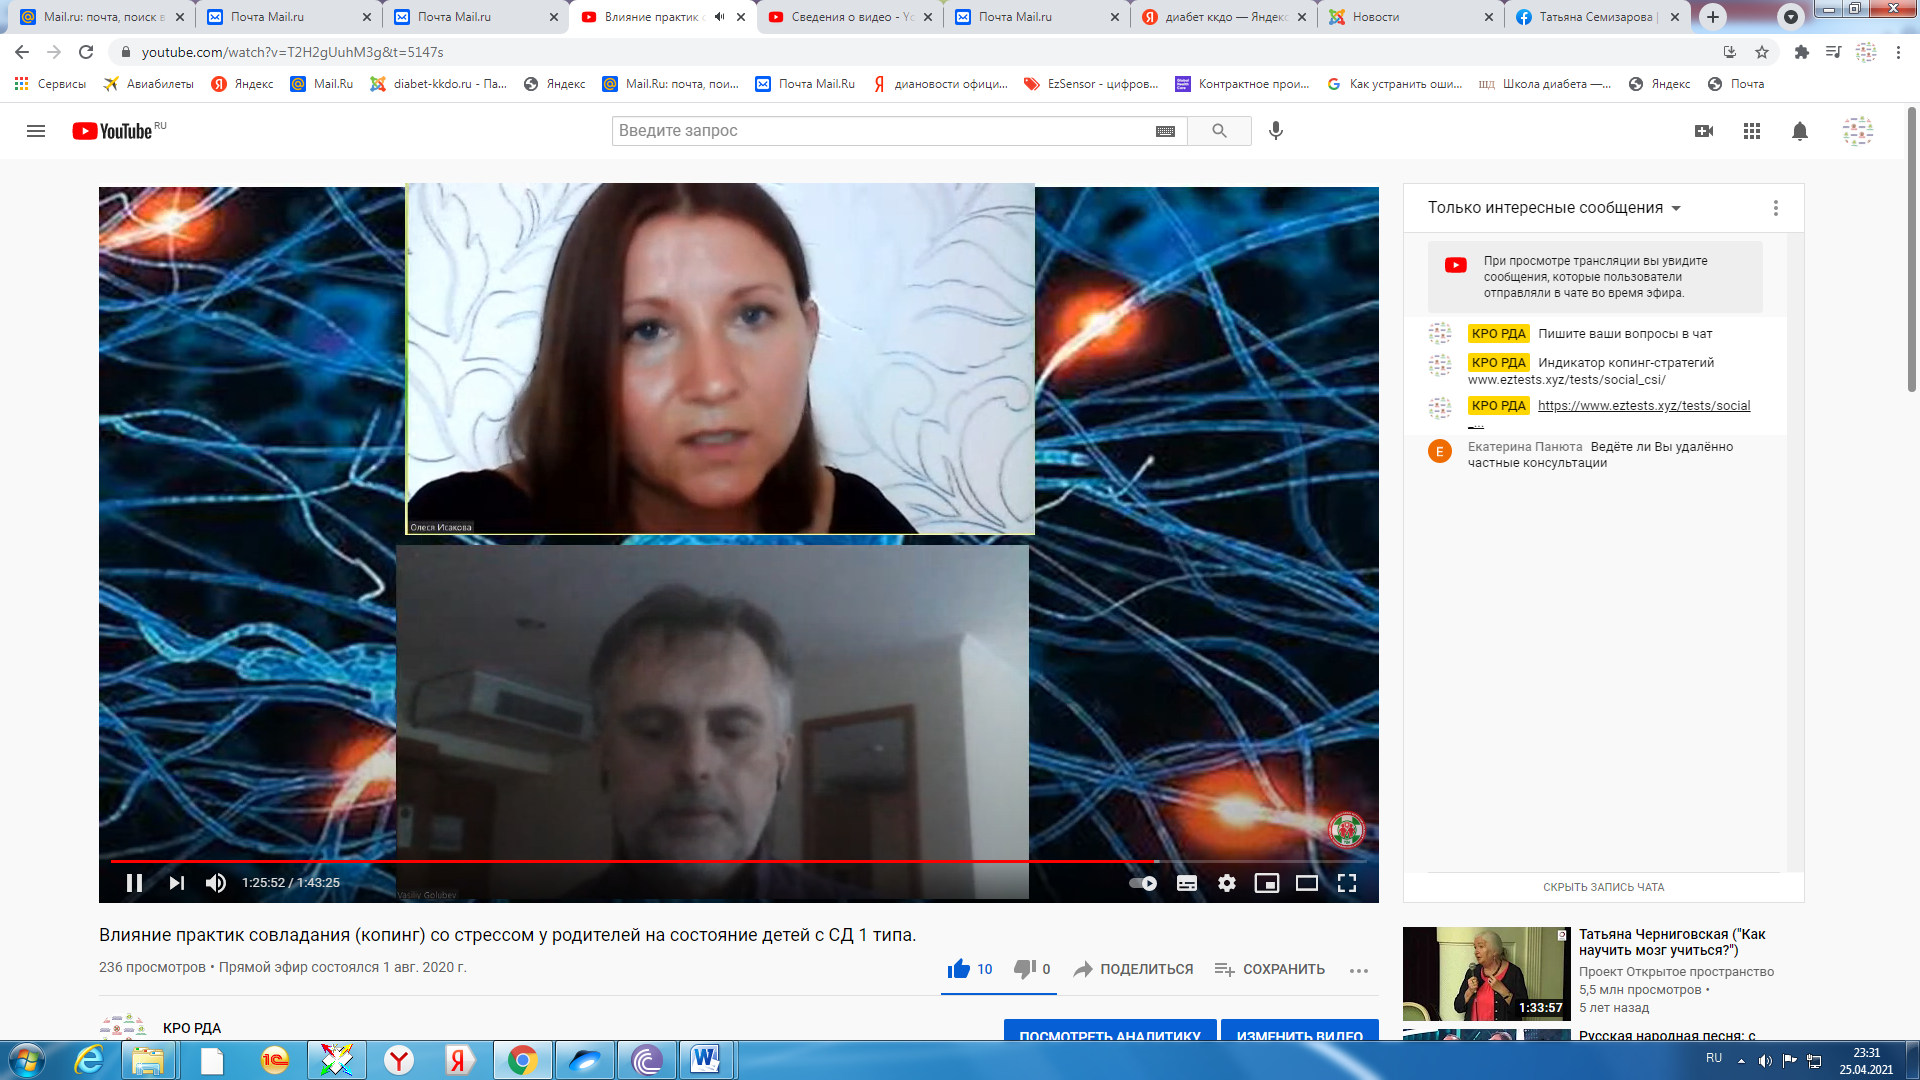 Mail.ru: почта, поиск в
Почта Mail.ru
Почта Mail.ru
Влияние практик с
Сведения о видео - Yo
Почта Mail.ru
диабет ккдо — Яндекс
Новости
Татьяна Семизарова |
youtube.com/watch?v=T2H2gUuhM3g&t=5147s
Сервисы
Авиабилеты
Яндекс
Mail.Ru
diabet-kkdo.ru - Па...
Яндекс
Mail.Ru: почта, пои...
Почта Mail.Ru
диановости офици...
EzSensor - цифров...
Контрактное прои...
Как устранить оши...
Школа диабета —...
Яндекс
Почта
YouTube RU
Введите запрос
Олеся Исакова
Vasiliy Golubev
1:25:52 / 1:43:25
Только интересные сообщения
При просмотре трансляции вы увидите
сообщения, которые пользователи
отправляли в чате во время эфира.
КРО РДА Пишите ваши вопросы в чат
КРО РДА Индикатор копинг-стратегий
www.eztests.xyz/tests/social_csi/
КРО РДА https://www.eztests.xyz/tests/social
_...
Е Екатерина Панюта Ведёте ли Вы удалённо
частные консультации
СКРЫТЬ ЗАПИСЬ ЧАТА
Влияние практик совладания (копинг) со стрессом у родителей на состояние детей с СД 1 типа.
236 просмотров • Прямой эфир состоялся 1 авг. 2020 г.
10
0
ПОДЕЛИТЬСЯ
СОХРАНИТЬ
КРО РДА
ПОСМОТРЕТЬ АНАЛИТИКУ
ИЗМЕНИТЬ ВИДЕО
Татьяна Черниговская ("Как
научить мозг учиться?")
Проект Открытое пространство
5,5 млн просмотров •
5 лет назад
1:33:57
Русская народная песня: с
RU
23:31
25.04.2021